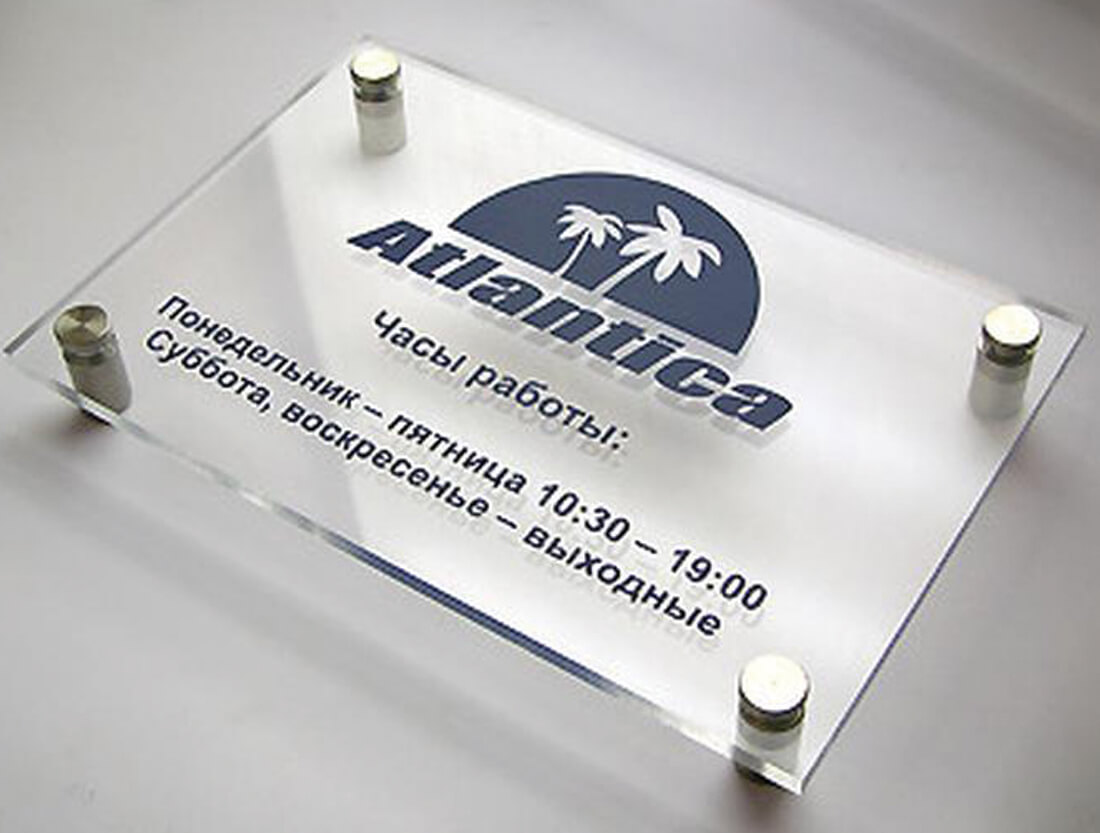 Atlantica
Часы работы:
Понедельник – пятница 10:30 – 19:00
Суббота, воскресенье – выходные